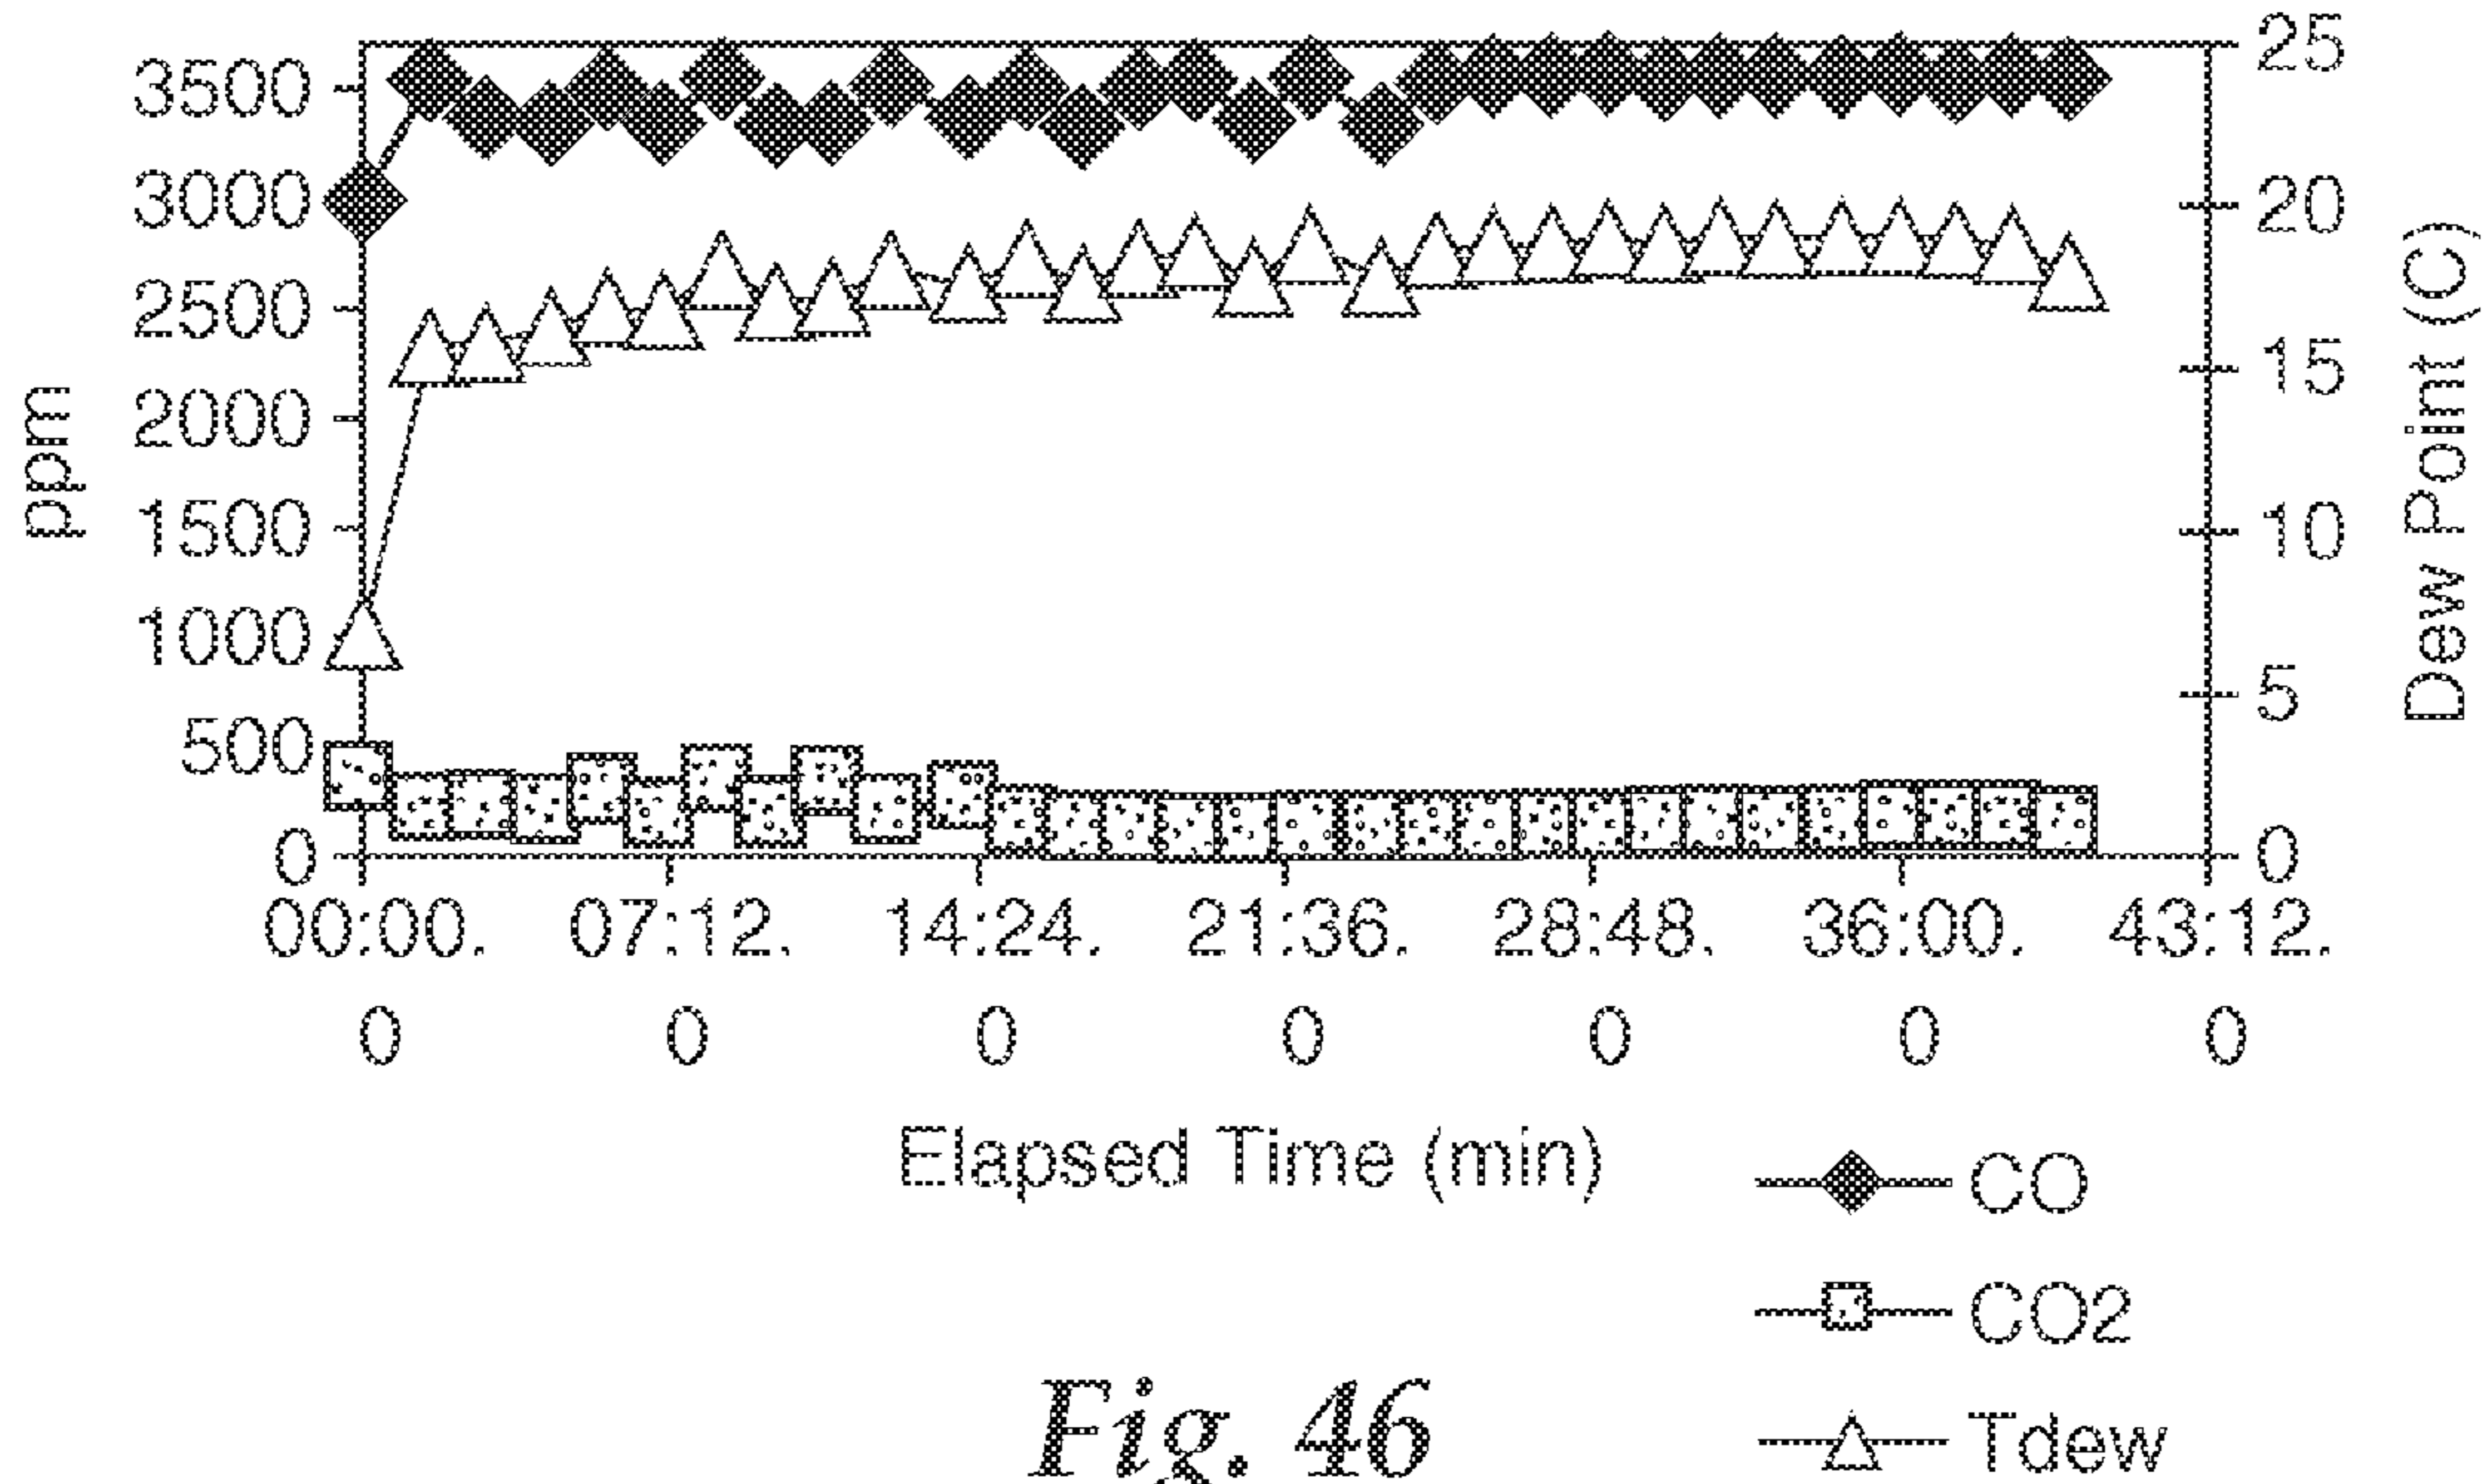 3500
3000
2500
2000
1500
1000
500
0
ppm
25
20
15
10
5
0
Dew Point (C)
00:00. 07:12. 14:24. 21:36. 28:48. 36:00. 43:12.
0 0 0 0 0 0 0
Elapsed Time (min)
CO
CO2
Tdew
Fig. 46